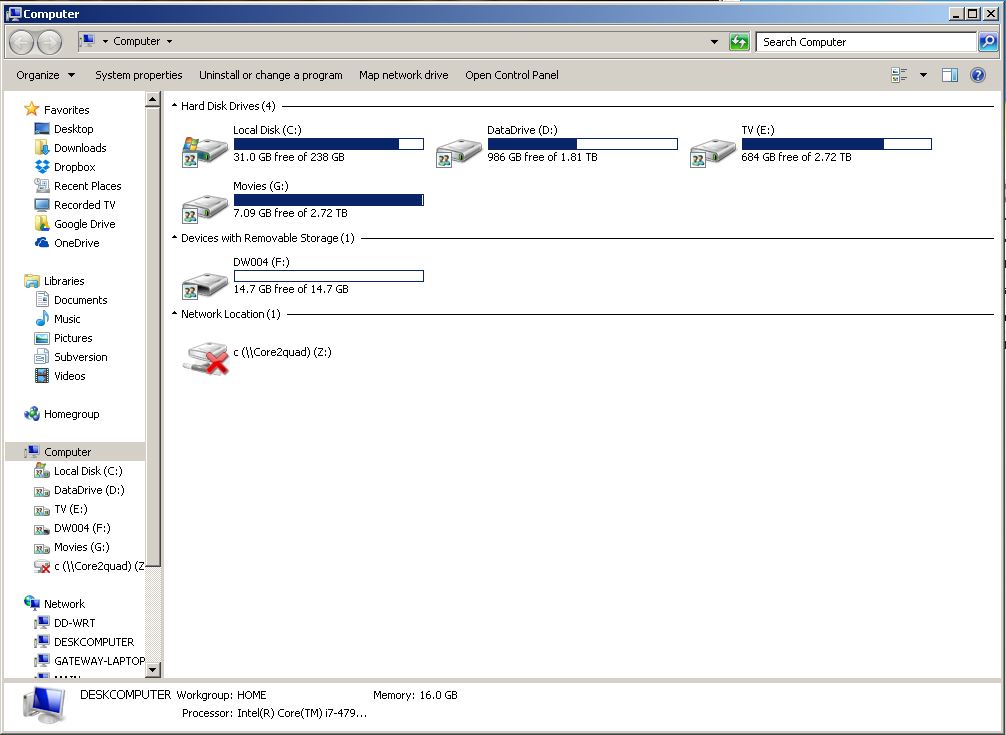 Computer
Computer
Search Computer
Organize
System properties
Uninstall or change a program
Map network drive
Open Control Panel
Favorites
Desktop
Downloads
Dropbox
Recent Places
Recorded TV
Google Drive
OneDrive
Libraries
Documents
Music
Pictures
Subversion
Videos
Homegroup
Computer
Local Disk (C:)
DataDrive (D:)
TV (E:)
DW004 (F:)
Movies (G:)
c (\\Core2quad) (Z
Network
DD-WRT
DESKCOMPUTER
GATEWAY-LAPTOP
Hard Disk Drives (4)
Local Disk (C:)
31.0 GB free of 238 GB
DataDrive (D:)
986 GB free of 1.81 TB
TV (E:)
684 GB free of 2.72 TB
Movies (G:)
7.09 GB free of 2.72 TB
Devices with Removable Storage (1)
DW004 (F:)
14.7 GB free of 14.7 GB
Network Location (1)
c (\\Core2quad) (Z:)
DESKCOMPUTER Workgroup: HOME
Memory: 16.0 GB
Processor: Intel(R) Core(TM) i7-479...